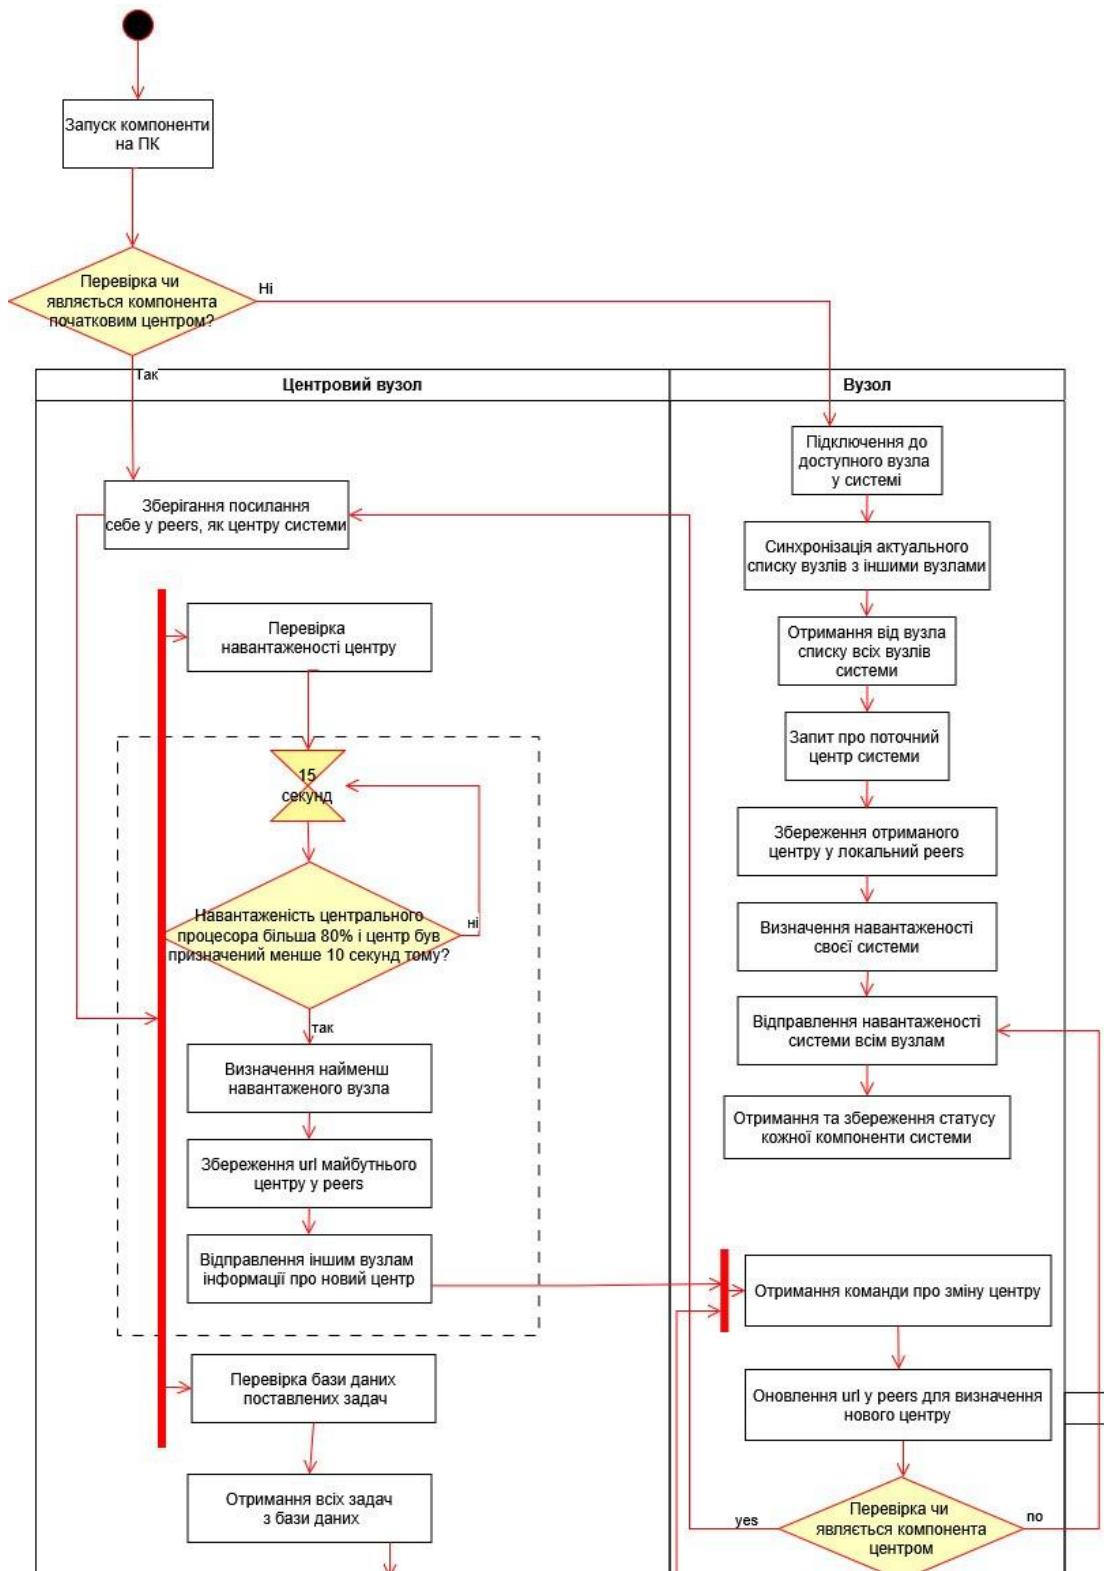 Запуск компоненти
на ПК
Перевірка чи
являється компонента
початковим центром?
Ні
Так
Центровий вузол
Вузол
Підключення до
доступного вузла
у системі
Зберігання посилання
себе у peers, як центру системи
Синхронізація актуального
списку вузлів з іншими вузлами
Перевірка
навантаженості центру
Отримання від вузла
списку всіх вузлів
системи
Запит про поточний
центр системи
15
секунд
Збереження отриманого
центру у локальний peers
Навантаженість центрального
процесора більша 80% і центр був
призначений менше 10 секунд тому?
ні
так
Визначення навантаженості
своєї системи
Відправлення навантаженості
системи всім вузлам
Визначення найменш
навантаженого вузла
Отримання та збереження статусу
кожної компоненти системи
Збереження url майбутнього
центру у peers
Відправлення іншим вузлам
інформації про новий центр
Отримання команди про зміну центру
Перевірка бази даних
поставлених задач
Оновлення url у peers для визначення
нового центру
Отримання всіх задач
з бази даних
Перевірка чи
являється компонента
центром
yes
no